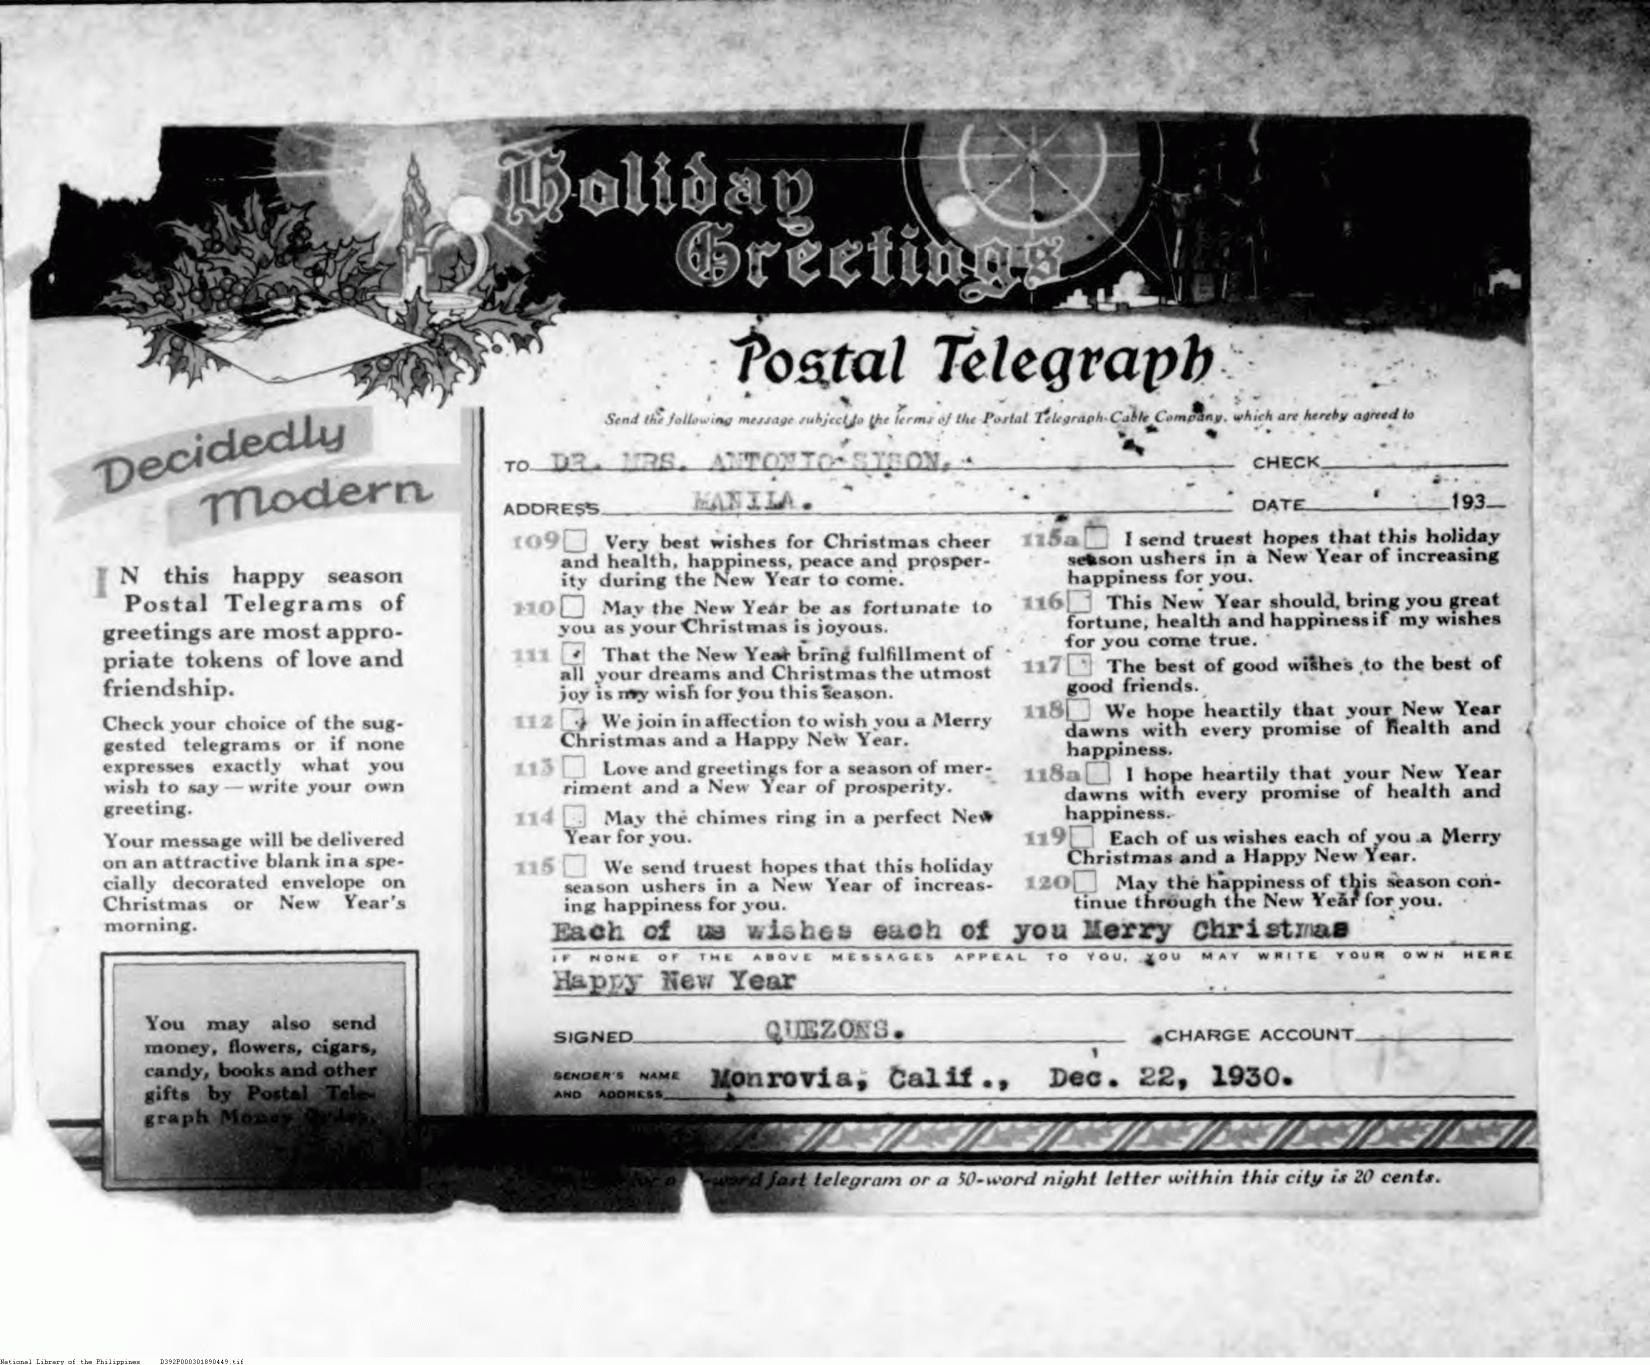 Holiday
Greetings
Postal Telegraph
Send the following message subject to the terms of the Postal Telegraph-Cable Company, which are hereby agreed to
TO DR. MRS. ANTONIO SYSON, CHECK
ADDRESS MANILA. DATE 193
Decidedly
Modern
IN this happy season
Postal Telegrams of
greetings are most appro-
priate tokens of love and
friendship.
Check your choice of the sug-
gested telegrams or if none
expresses exactly what you
wish to say — write your own
greeting.
Your message will be delivered
on an attractive blank in a spe-
cially decorated envelope on
Christmas or New Year's
morning.
You may also send
money, flowers, cigars,
candy, books and other
gifts by Postal Tele-
graph Money Order.
109 Very best wishes for Christmas cheer
and health, happiness, peace and prosper-
ity during the New Year to come.
110 May the New Year be as fortunate to
you as your Christmas is joyous.
111 That the New Year bring fulfillment of
all your dreams and Christmas the utmost
joy is my wish for you this season.
112 We join in affection to wish you a Merry
Christmas and a Happy New Year.
113 Love and greetings for a season of mer-
riment and a New Year of prosperity.
114 May the chimes ring in a perfect New
Year for you.
115 We send truest hopes that this holiday
season ushers in a New Year of increas-
ing happiness for you.
115a I send truest hopes that this holiday
season ushers in a New Year of increasing
happiness for you.
116 This New Year should bring you great
fortune, health and happiness if my wishes
for you come true.
117 The best of good wishes to the best of
good friends.
118 We hope heartily that your New Year
dawns with every promise of health and
happiness.
118a I hope heartily that your New Year
dawns with every promise of health and
happiness.
119 Each of us wishes each of you a Merry
Christmas and a Happy New Year.
120 May the happiness of this season con-
tinue through the New Year for you.
Each of us wishes each of you Merry Christmas
IF NONE OF THE ABOVE MESSAGES APPEAL TO YOU, YOU MAY WRITE YOUR OWN HERE
Happy New Year
SIGNED QUEZONS. CHARGE ACCOUNT
SENDER'S NAME
AND ADDRESS Monrovia, Calif., Dec. 22, 1930.
for a word fast telegram or a 50-word night letter within this city is 20 cents.
National Library of the Philippines D392P000301890449.tif